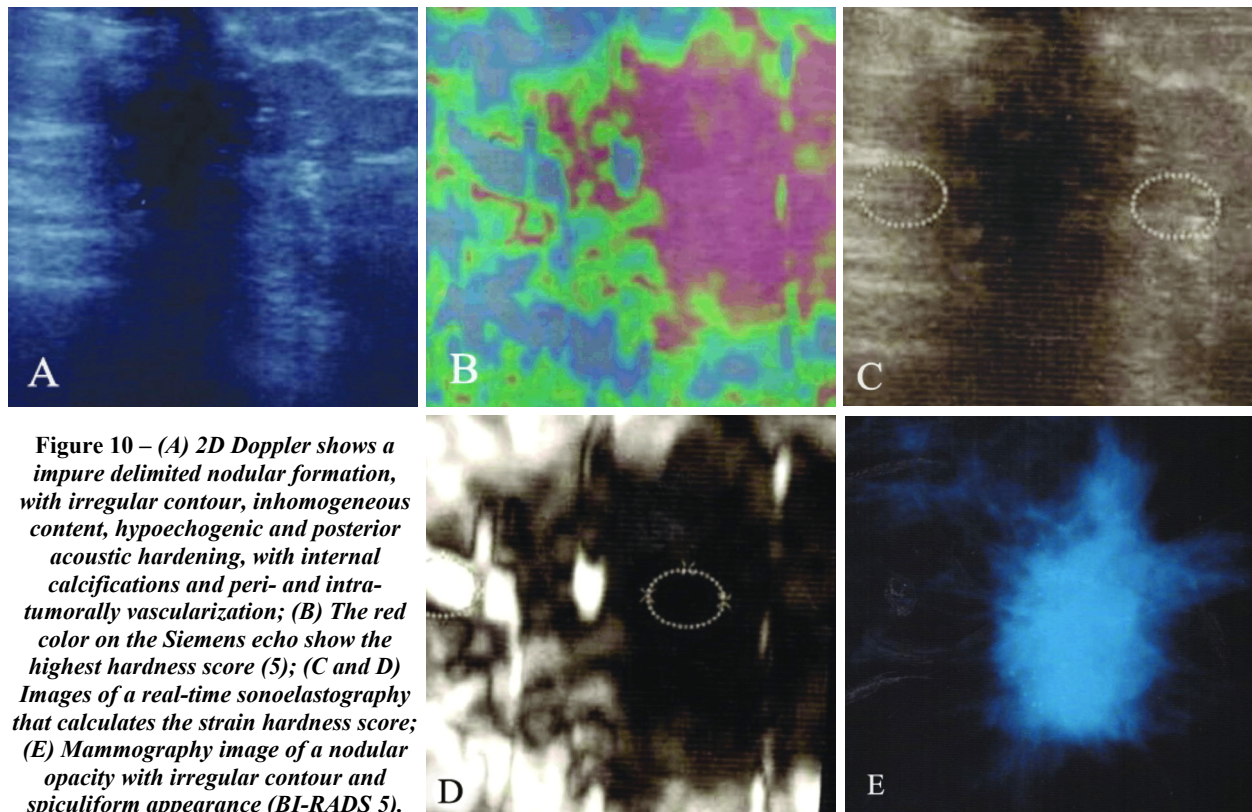 A
B
C
Figure 10 – (A) 2D Doppler shows a
impure delimited nodular formation,
with irregular contour, inhomogeneous
content, hypoechogenic and posterior
acoustic hardening, with internal
calcifications and peri- and intra-
tumorally vascularization; (B) The red
color on the Siemens echo show the
highest hardness score (5); (C and D)
Images of a real-time sonoelastography
that calculates the strain hardness score;
(E) Mammography image of a nodular
opacity with irregular contour and
spiculiform appearance (BI-RADS 5).
D
E